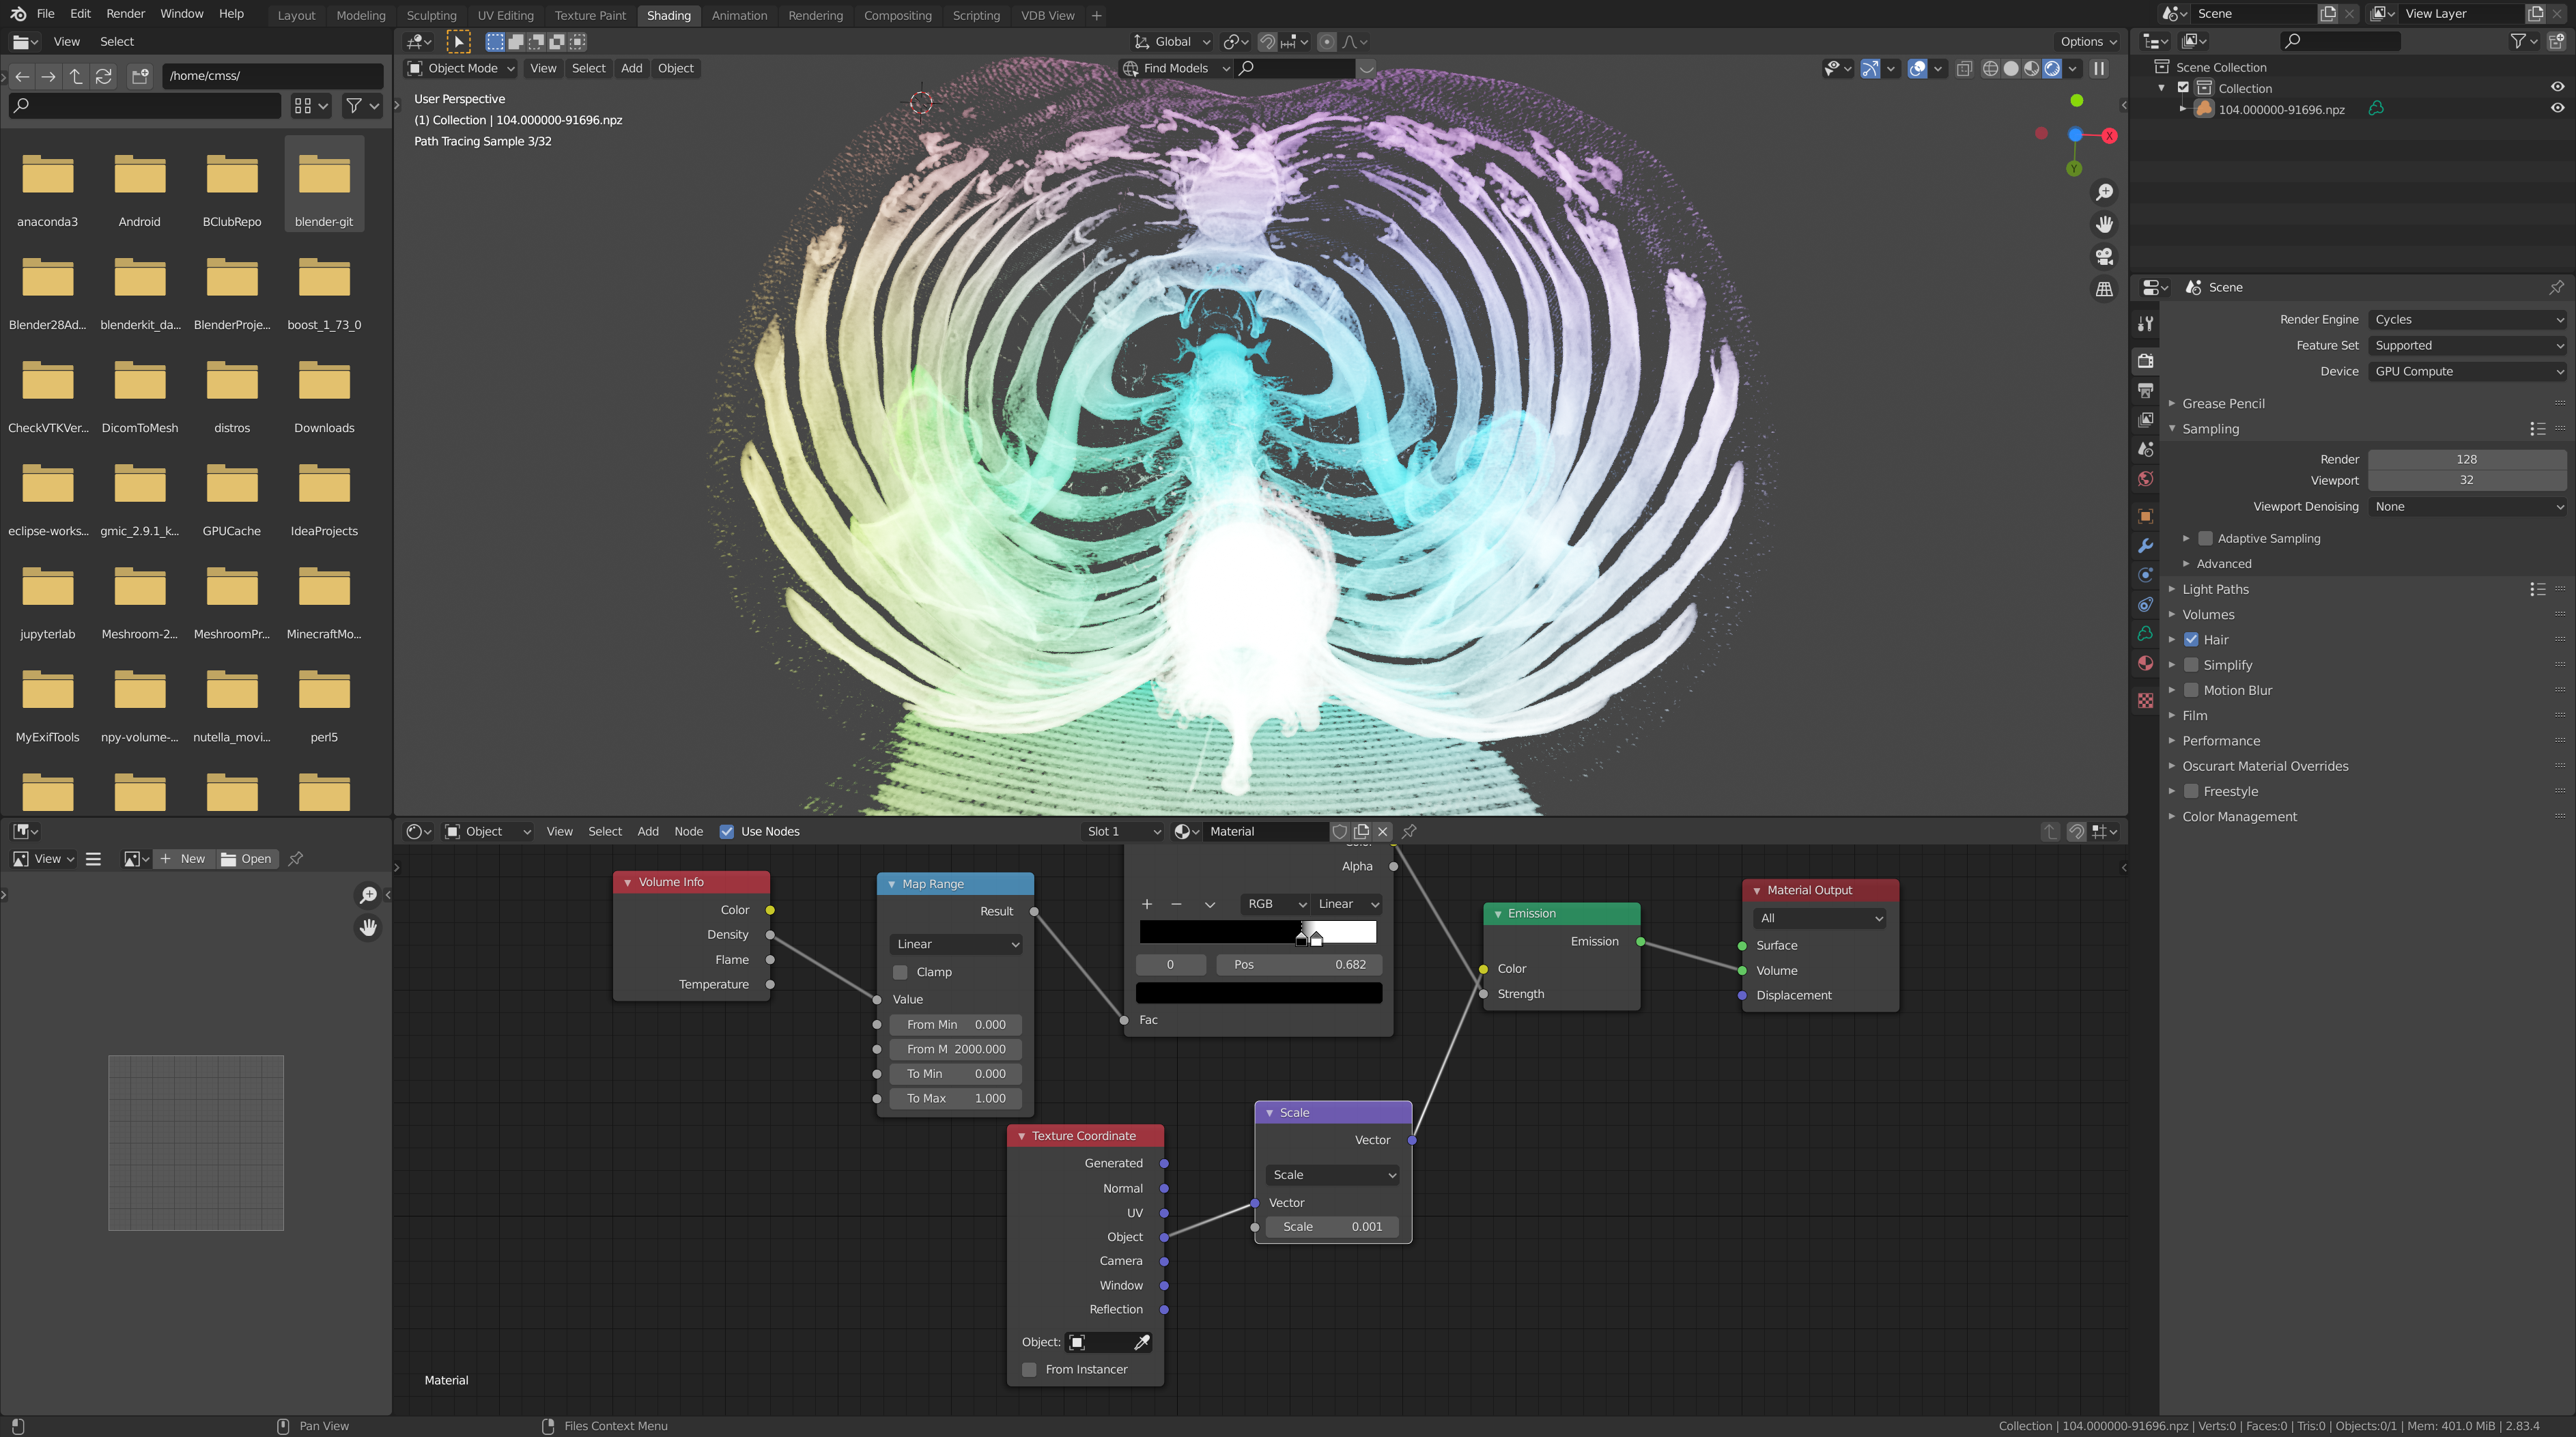 File Edit Render Window Help Layout Modeling Sculpting UV Editing Texture Paint Shading Animation Rendering Compositing Scripting VDB View + Scene View Layer
View Select
/home/cmss/
anaconda3 Android BClubRepo blender-git
Blender28Ad... blenderkit_da... BlenderProje... boost_1_73_0
CheckVTKVer... DicomToMesh distros Downloads
eclipse-works... gmic_2.9.1_k... GPUCache IdeaProjects
jupyterlab Meshroom-2... MeshroomPr... MinecraftMo...
MyExifTools npy-volume-... nutella_movi... perl5
Global Options
Object Mode View Select Add Object Find Models
User Perspective
(1) Collection | 104.000000-91696.npz
Path Tracing Sample 3/32
X
Y
Scene Collection
Collection
104.000000-91696.npz
Scene
Render Engine Cycles
Feature Set Supported
Device GPU Compute
Grease Pencil
Sampling
Render 128
Viewport 32
Viewport Denoising None
Adaptive Sampling
Advanced
Light Paths
Volumes
Hair
Simplify
Motion Blur
Film
Performance
Oscurart Material Overrides
Freestyle
Color Management
View + New Open
Object View Select Add Node Use Nodes Slot 1 Material
Volume Info
Color
Density
Flame
Temperature
Map Range
Result
Linear
Clamp
Value
From Min 0.000
From M 2000.000
To Min 0.000
To Max 1.000
Alpha
RGB Linear
0 Pos 0.682
Fac
Emission
Emission
Color
Strength
Material Output
All
Surface
Volume
Displacement
Texture Coordinate
Generated
Normal
UV
Object
Camera
Window
Reflection
Object:
From Instancer
Scale
Vector
Scale
Vector
Scale 0.001
Material
Pan View Files Context Menu Collection | 104.000000-91696.npz | Verts:0 | Faces:0 | Tris:0 | Objects:0/1 | Mem: 401.0 MiB | 2.83.4